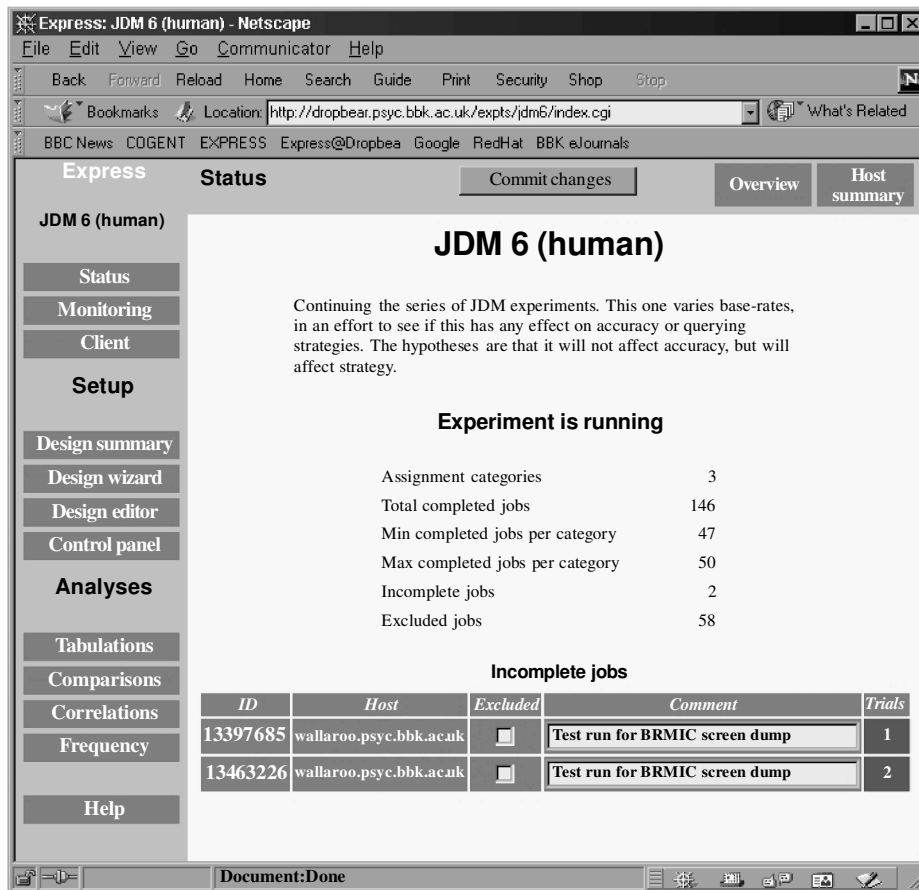 Express: JDM 6 (human) - Netscape
File Edit View Go Communicator Help
Back Forward Reload Home Search Guide Print Security Shop Stop
N
Bookmarks Location: http://dropbear.psyc.bbk.ac.uk/expts/jdm6/index.cgi What's Related
BBC News COGENT EXPRESS Express@Dropbea Google RedHat BBK eJournals
Express
Status
Commit changes
Overview
Host summary
JDM 6 (human)
Status
Monitoring
Client
Setup
Design summary
Design wizard
Design editor
Control panel
Analyses
Tabulations
Comparisons
Correlations
Frequency
Help
JDM 6 (human)
Continuing the series of JDM experiments. This one varies base-rates,
in an effort to see if this has any effect on accuracy or querying
strategies. The hypotheses are that it will not affect accuracy, but will
affect strategy.
Experiment is running
Assignment categories 3
Total completed jobs 146
Min completed jobs per category 47
Max completed jobs per category 50
Incomplete jobs 2
Excluded jobs 58
Incomplete jobs
ID Host Excluded Comment Trials
13397685 wallaroo.psyc.bbk.ac.uk Test run for BRMIC screen dump 1
13463226 wallaroo.psyc.bbk.ac.uk Test run for BRMIC screen dump 2
Document:Done